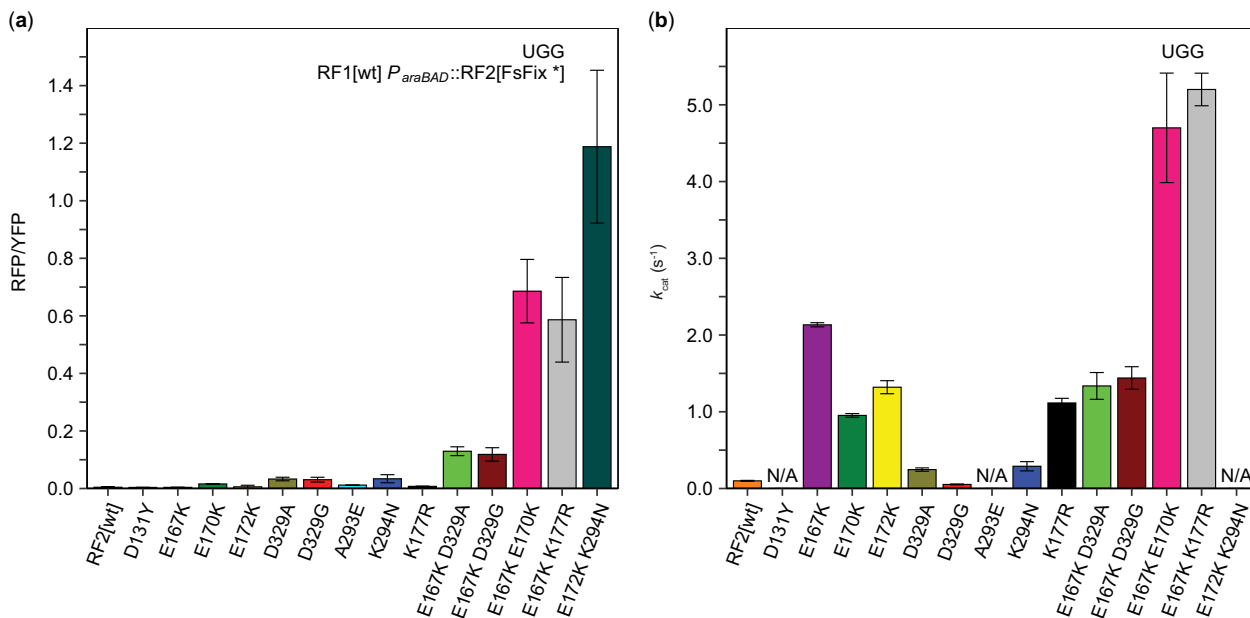 (a)
UGG
RF1[wt] ParaBAD::RF2[FsFix *]
RFP/YFP
1.4
1.2
1.0
0.8
0.6
0.4
0.2
0.0
RF2[wt]
D131Y
E167K
E170K
E172K
D329A
D329G
A293E
K294N
K177R
E167K D329A
E167K D329G
E167K E170K
E167K K177R
E172K K294N
(b)
UGG
kcat (s-1)
5.0
4.0
3.0
2.0
1.0
0.0
N/A
N/A
N/A
RF2[wt]
D131Y
E167K
E170K
E172K
D329A
D329G
A293E
K294N
K177R
E167K D329A
E167K D329G
E167K E170K
E167K K177R
E172K K294N